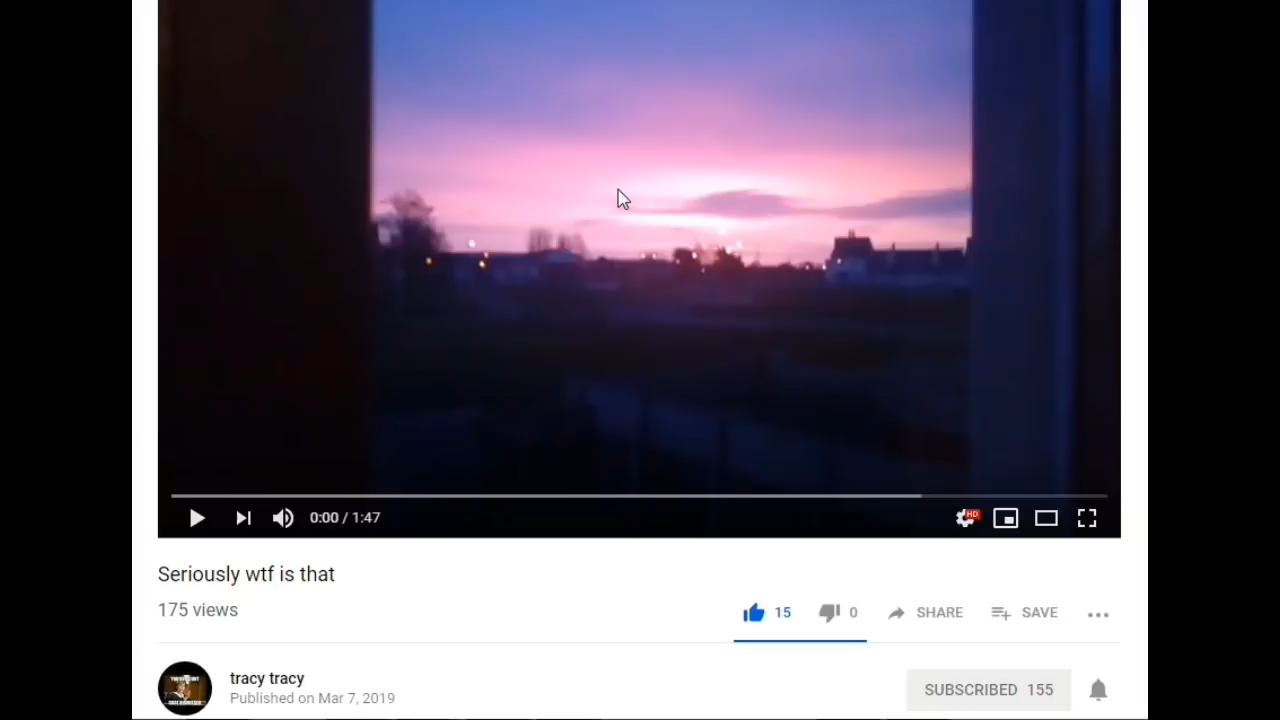 0:00 / 1:47
HD
Seriously wtf is that
175 views
15
0
SHARE
SAVE
tracy tracy
Published on Mar 7, 2019
SUBSCRIBED 155